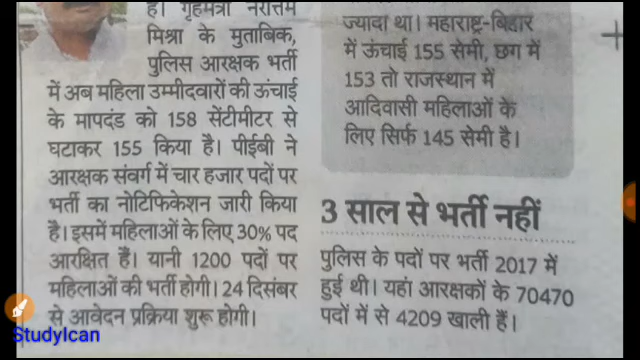 है। गृहमंत्री नरोत्तम
मिश्रा के मुताबिक,
पुलिस आरक्षक भर्ती
में अब महिला उम्मीदवारों की ऊंचाई
के मापदंड को 158 सेंटीमीटर से
घटाकर 155 किया है। पीईबी ने
आरक्षक संवर्ग में चार हजार पदों पर
भर्ती का नोटिफिकेशन जारी किया
है। इसमें महिलाओं के लिए 30% पद
आरक्षित हैं। यानी 1200 पदों पर
महिलाओं की भर्ती होगी। 24 दिसंबर
से आवेदन प्रक्रिया शुरू होगी।
ज्यादा था। महाराष्ट्र-बिहार
में ऊंचाई 155 सेमी, छग में
153 तो राजस्थान में
आदिवासी महिलाओं के
लिए सिर्फ 145 सेमी है।
3 साल से भर्ती नहीं
पुलिस के पदों पर भर्ती 2017 में
हुई थी। यहां आरक्षकों के 70470
पदों में से 4209 खाली हैं।
StudyIcan